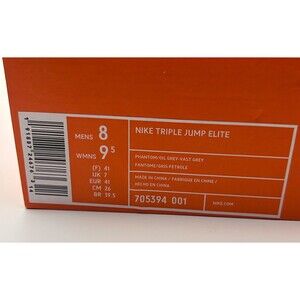 MENS 8
WMNS 9.5
(F) 41
UK 7
EUR 41
CM 26
BR 39.5
NIKE TRIPLE JUMP ELITE
PHANTOM/OIL GREY-VAST GREY
FANTOME/GRIS PETROLE
MADE IN CHINA / FABRIQUE EN CHINE /
HECHO EN CHINA
705394 001
NIKE.COM